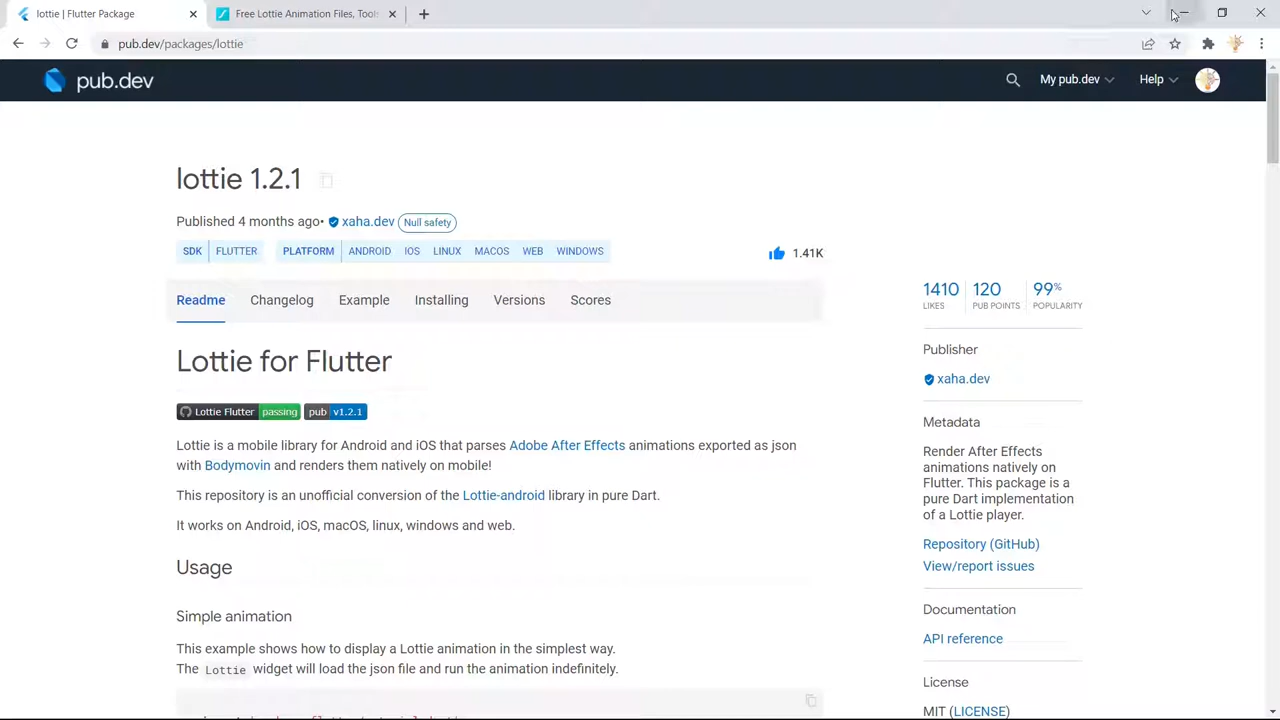 lottie | Flutter Package
Free Lottie Animation Files, Tools
pub.dev/packages/lottie
pub.dev
My pub.dev
Help
lottie 1.2.1
Published 4 months ago• xaha.dev Null safety
SDK FLUTTER PLATFORM ANDROID IOS LINUX MACOS WEB WINDOWS
1.41K
Readme Changelog Example Installing Versions Scores
Lottie for Flutter
Lottie Flutter passing pub v1.2.1
Lottie is a mobile library for Android and iOS that parses Adobe After Effects animations exported as json
with Bodymovin and renders them natively on mobile!
This repository is an unofficial conversion of the Lottie-android library in pure Dart.
It works on Android, iOS, macOS, linux, windows and web.
Usage
Simple animation
This example shows how to display a Lottie animation in the simplest way.
The Lottie widget will load the json file and run the animation indefinitely.
1410 120 99%
LIKES PUB POINTS POPULARITY
Publisher
xaha.dev
Metadata
Render After Effects
animations natively on
Flutter. This package is a
pure Dart implementation
of a Lottie player.
Repository (GitHub)
View/report issues
Documentation
API reference
License
MIT (LICENSE)